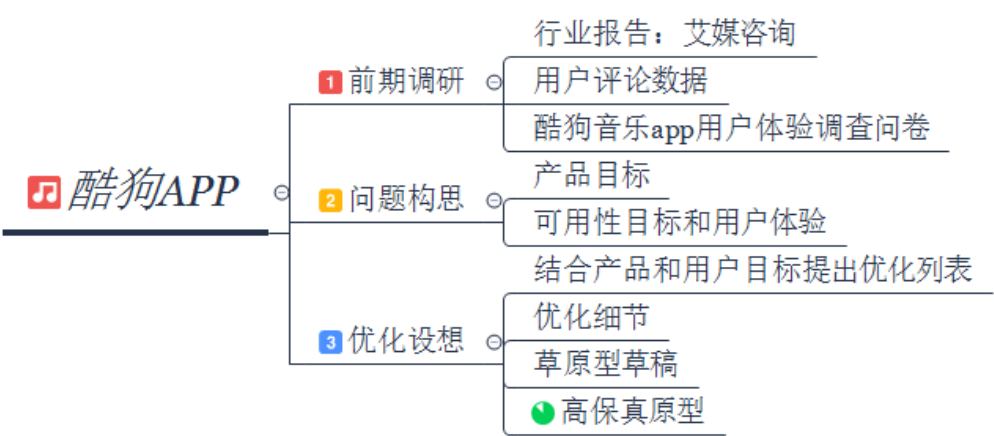 酷狗APP
1 前期调研
行业报告：艾媒咨询
用户评论数据
酷狗音乐app用户体验调查问卷
2 问题构思
产品目标
可用性目标和用户体验
3 优化设想
结合产品和用户目标提出优化列表
优化细节
草原型草稿
高保真原型